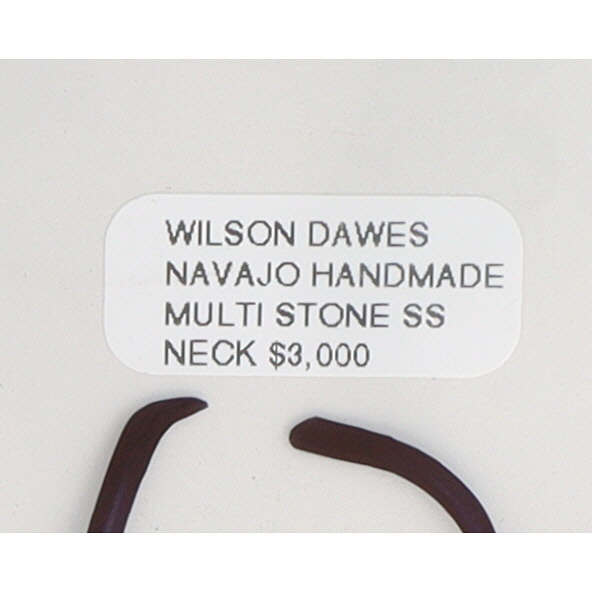 WILSON DAWES
NAVAJO HANDMADE
MULTI STONE SS
NECK $3,000